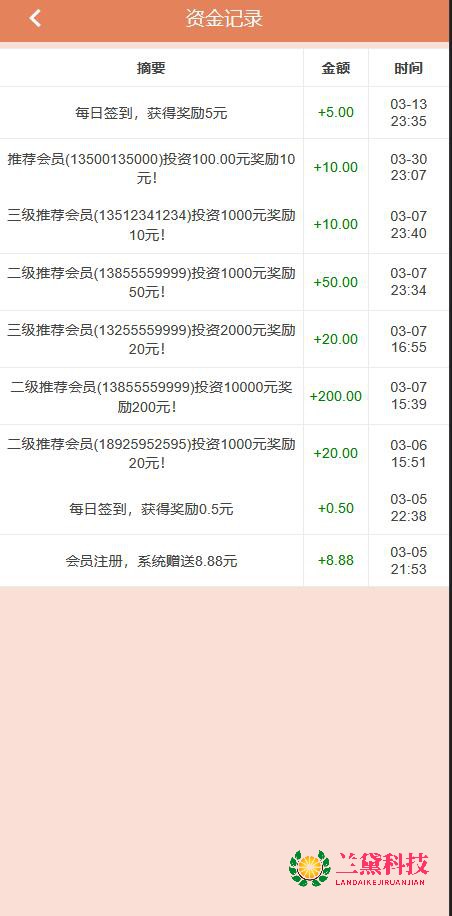 资金记录
摘要 金额 时间
每日签到，获得奖励5元 +5.00 03-13
23:35
推荐会员(13500135000)投资100.00元奖励10
元！ +10.00 03-30
23:07
三级推荐会员(13512341234)投资1000元奖励
10元！ +10.00 03-07
23:40
二级推荐会员(13855559999)投资1000元奖励
50元！ +50.00 03-07
23:34
三级推荐会员(13255559999)投资2000元奖励
20元！ +20.00 03-07
16:55
二级推荐会员(13855559999)投资10000元奖
励200元！ +200.00 03-07
15:39
二级推荐会员(18925952595)投资1000元奖励
20元！ +20.00 03-06
15:51
每日签到，获得奖励0.5元 +0.50 03-05
22:38
会员注册，系统赠送8.88元 +8.88 03-05
21:53
兰黛科技
LANDAIKEJIRUANJIAN